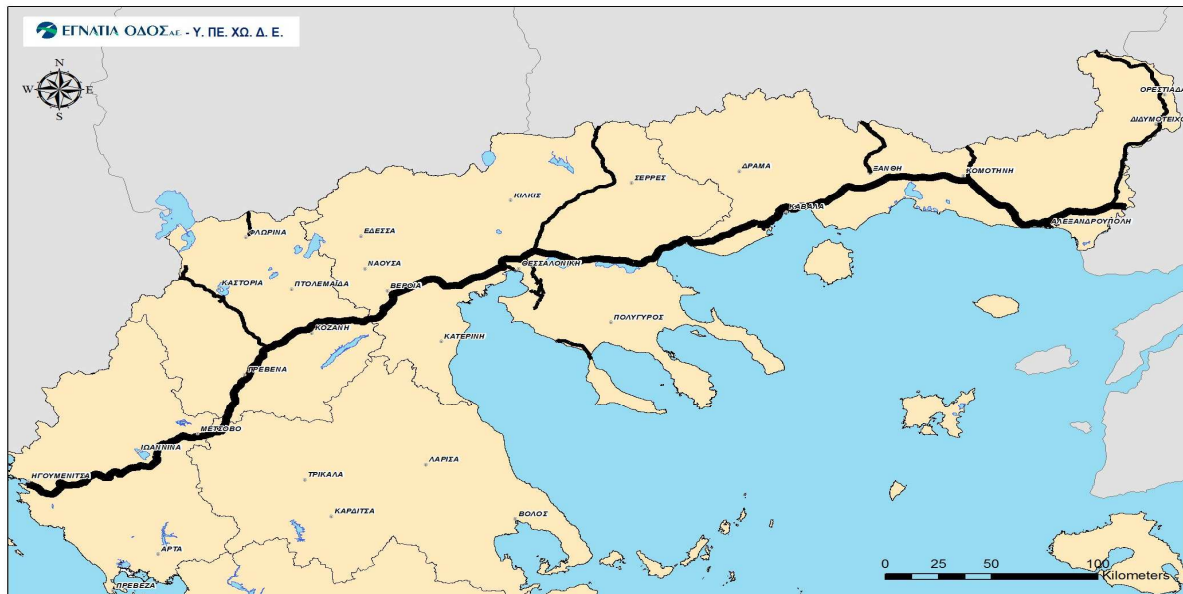 ΕΓΝΑΤΙΑ ΟΔΟΣ Α.Ε. - Υ. ΠΕ. ΧΩ. Δ. Ε.
N
W E
S
ΟΡΕΣΤΙΑΔΑ
ΔΙΔΥΜΟΤΕΙΧΟ
ΔΡΑΜΑ
ΞΑΝΘΗ
ΚΟΜΟΤΗΝΗ
ΣΕΡΡΕΣ
ΚΙΛΚΙΣ
ΚΑΒΑΛΑ
ΑΛΕΞΑΝΔΡΟΥΠΟΛΗ
ΦΛΩΡΙΝΑ
ΕΔΕΣΣΑ
ΝΑΟΥΣΑ
ΘΕΣΣΑΛΟΝΙΚΗ
ΚΑΣΤΟΡΙΑ
ΠΤΟΛΕΜΑΪΔΑ
ΒΕΡΟΙΑ
ΠΟΛΥΓΥΡΟΣ
ΚΟΖΑΝΗ
ΚΑΤΕΡΙΝΗ
ΓΡΕΒΕΝΑ
ΜΕΤΣΟΒΟ
ΙΩΑΝΝΙΝΑ
ΛΑΡΙΣΑ
ΗΓΟΥΜΕΝΙΤΣΑ
ΤΡΙΚΑΛΑ
ΚΑΡΔΙΤΣΑ
ΒΟΛΟΣ
ΑΡΤΑ
ΠΡΕΒΕΖΑ
0 25 50 100
Kilometers